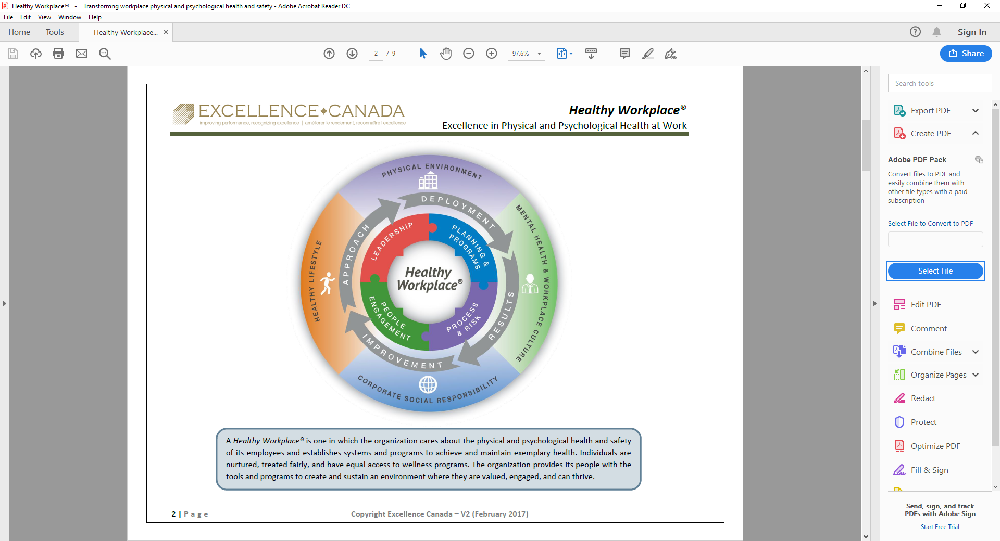 Healthy Workplace® - Transformng workplace physical and psychological health and safety - Adobe Acrobat Reader DC
File Edit View Window Help
Home Tools Healthy Workplace... ×
Sign In
2 / 9
97.6%
Share
EXCELLENCE CANADA
improving performance, recognizing excellence | améliorer le rendement, reconnaître l'excellence
Healthy Workplace®
Excellence in Physical and Psychological Health at Work
PHYSICAL ENVIRONMENT
MENTAL HEALTH & WORKPLACE CULTURE
CORPORATE SOCIAL RESPONSIBILITY
HEALTHY LIFESTYLE
APPROACH
DEPLOYMENT
RESULTS
IMPROVEMENT
LEADERSHIP
PLANNING &
PROGRAMS
PROCESS
& RISK
PEOPLE
ENGAGEMENT
Healthy
Workplace®
A Healthy Workplace® is one in which the organization cares about the physical and psychological health and safety
of its employees and establishes systems and programs to achieve and maintain exemplary health. Individuals are
nurtured, treated fairly, and have equal access to wellness programs. The organization provides its people with the
tools and programs to create and sustain an environment where they are valued, engaged, and can thrive.
2 | Page
Copyright Excellence Canada – V2 (February 2017)
Search tools
Export PDF
Create PDF
Adobe PDF Pack
Convert files to PDF and
easily combine them with
other file types with a paid
subscription
Select File to Convert to PDF
Select File
Edit PDF
Comment
Combine Files
Organize Pages
Redact
Protect
Optimize PDF
Fill & Sign
Send, sign, and track
PDFs with Adobe Sign
Start Free Trial